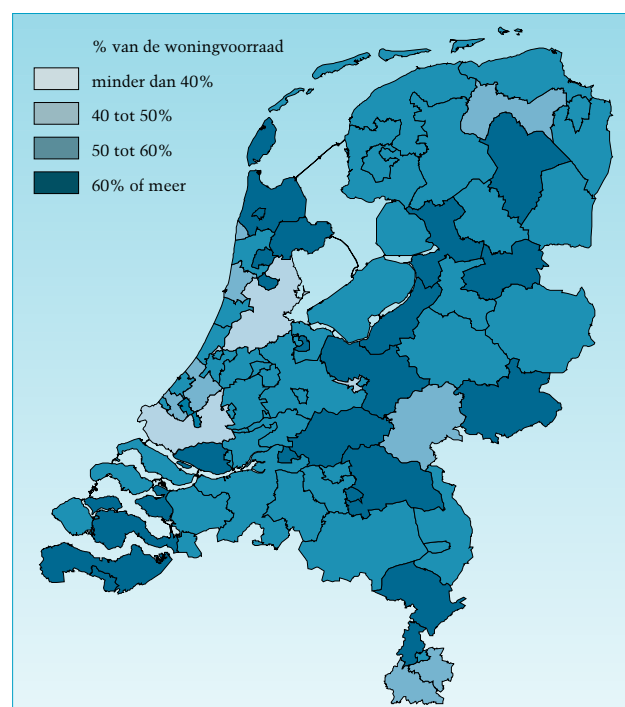 % van de woningvoorraad
minder dan 40%
40 tot 50%
50 tot 60%
60% of meer